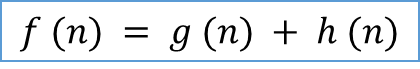 f (n) = g (n) + h (n)